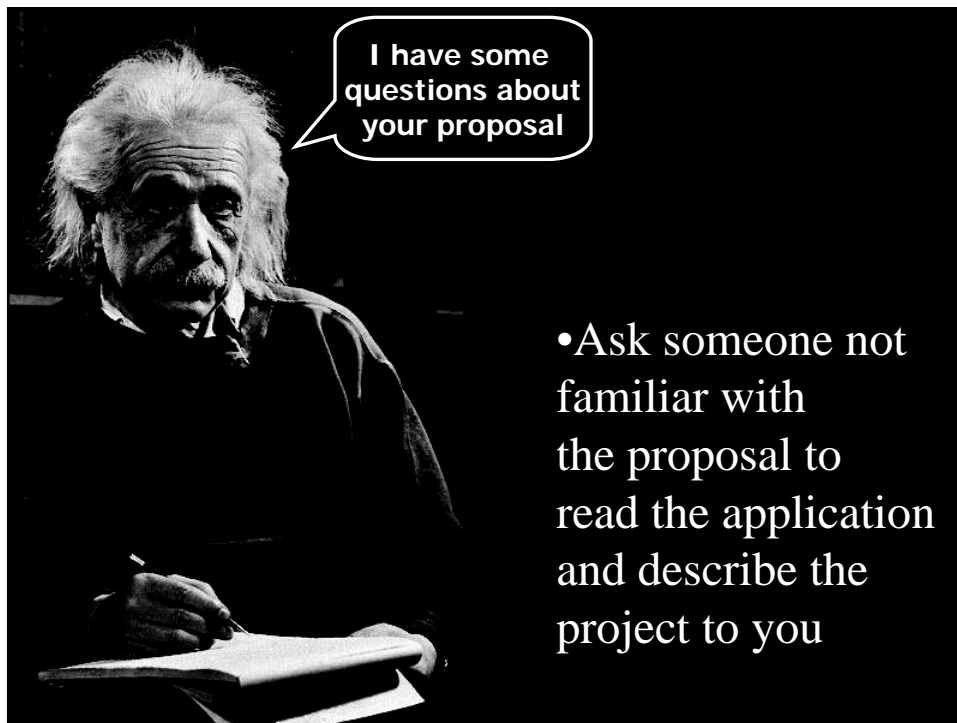 I have some
questions about
your proposal
•Ask someone not
familiar with
the proposal to
read the application
and describe the
project to you